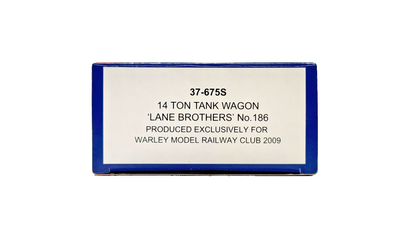 37-675S
14 TON TANK WAGON
'LANE BROTHERS' No.186
PRODUCED EXCLUSIVELY FOR
WARLEY MODEL RAILWAY CLUB 2009